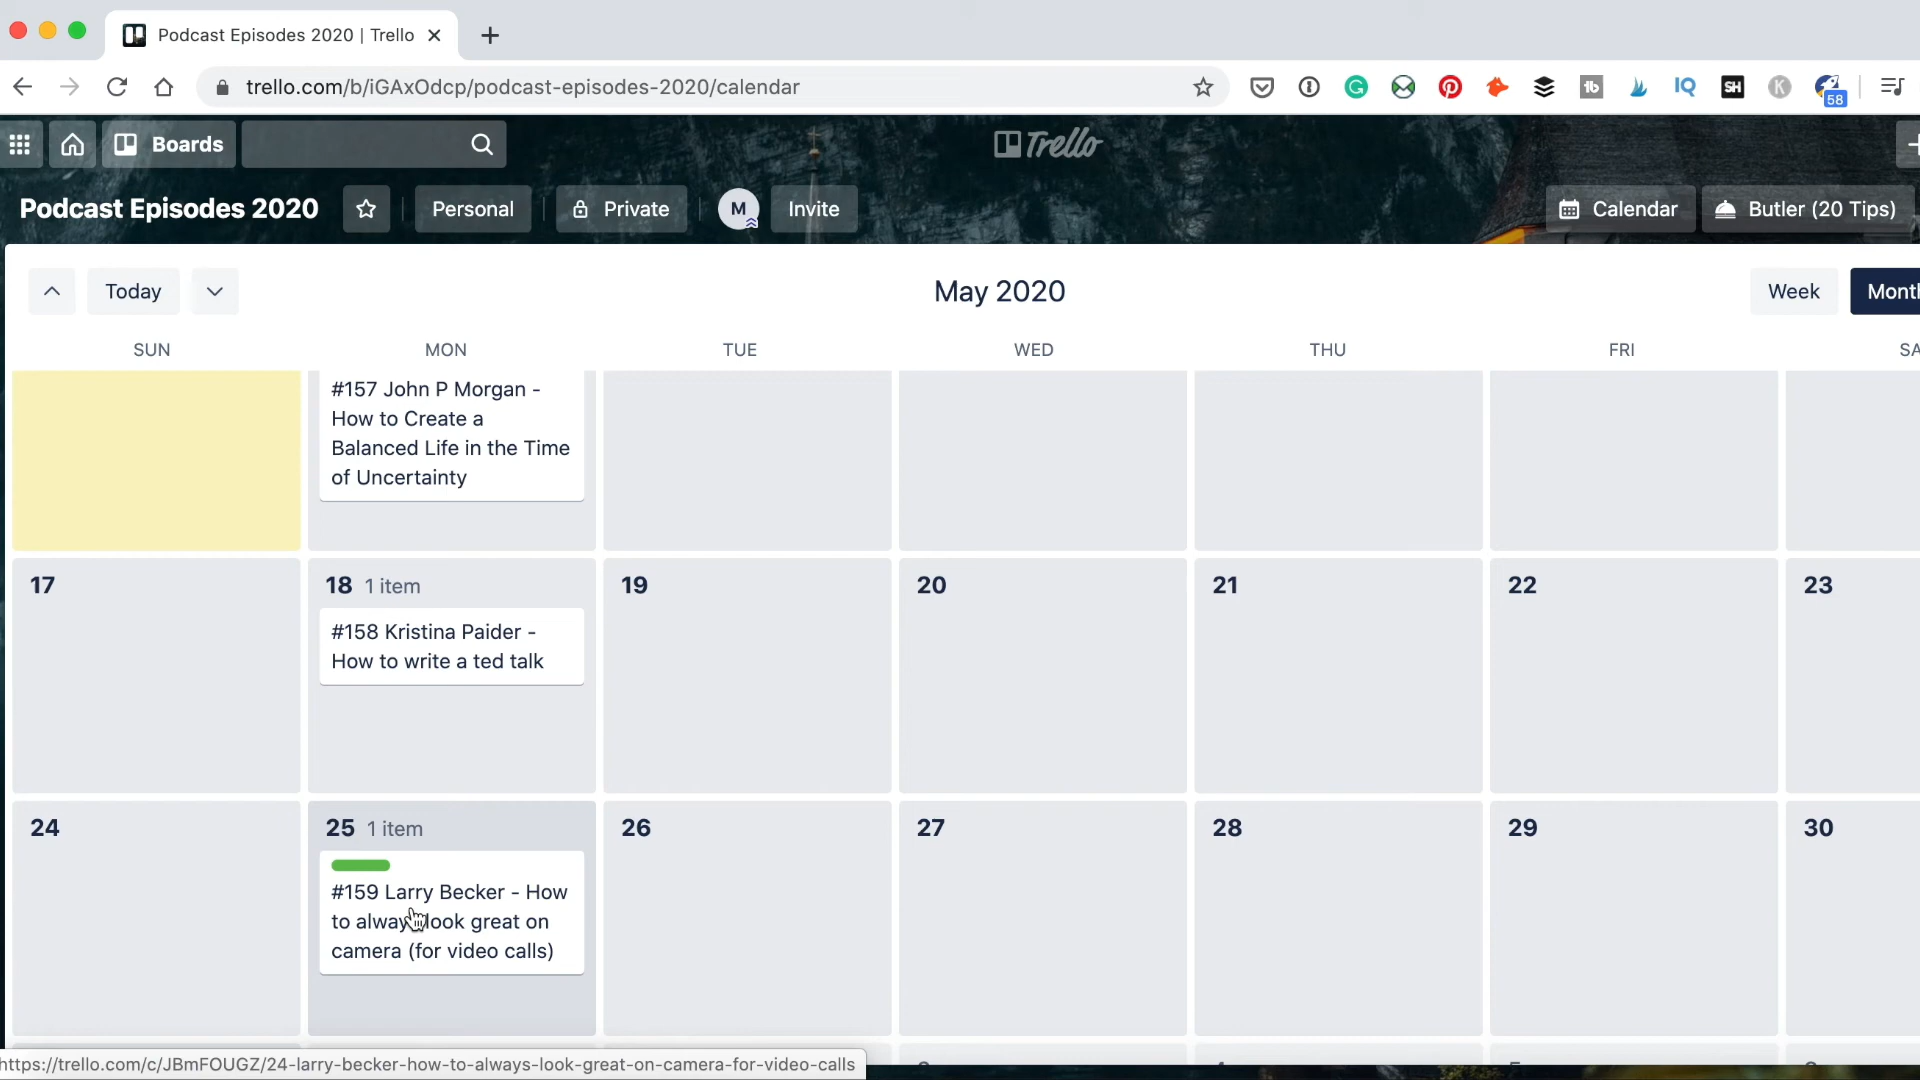 Podcast Episodes 2020 | Trello
trello.com/b/iGAxOdcp/podcast-episodes-2020/calendar
58
Boards
Trello
Podcast Episodes 2020
Personal
Private
M
Invite
Calendar
Butler (20 Tips)
Today
May 2020
Week
Month
SUN
MON
TUE
WED
THU
FRI
SA
#157 John P Morgan -
How to Create a
Balanced Life in the Time
of Uncertainty
17
18 1 item
19
20
21
22
23
#158 Kristina Paider -
How to write a ted talk
24
25 1 item
26
27
28
29
30
#159 Larry Becker - How
to always look great on
camera (for video calls)
https://trello.com/c/JBmFOUGZ/24-larry-becker-how-to-always-look-great-on-camera-for-video-calls